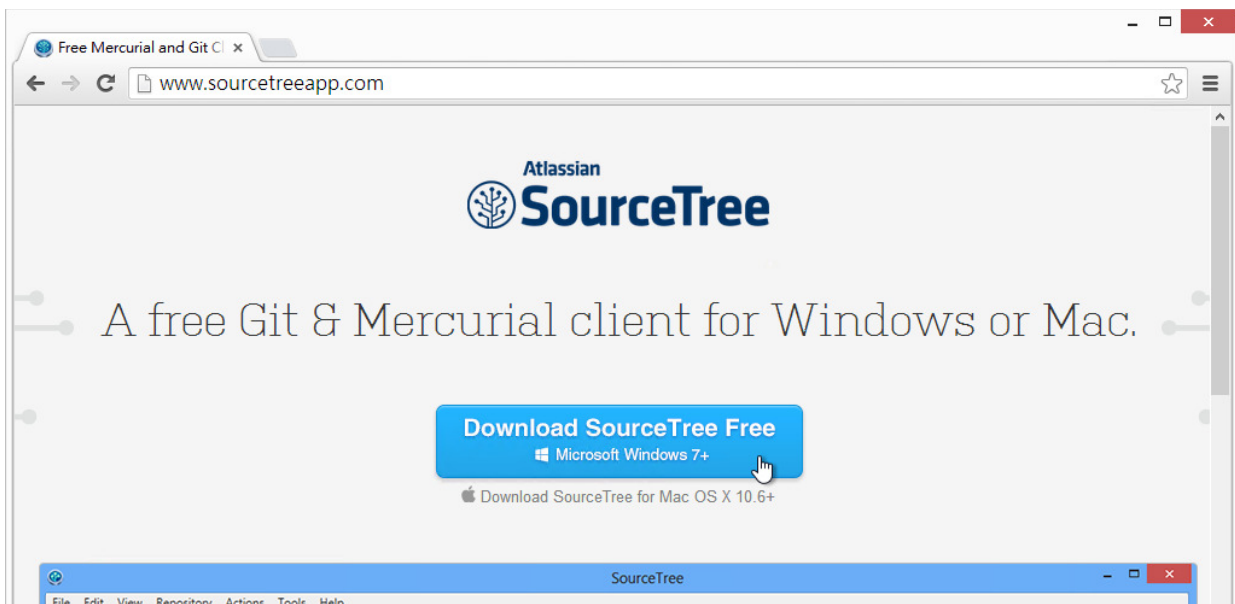 Free Mercurial and Git Cl
www.sourcetreeapp.com
Atlassian
SourceTree
A free Git & Mercurial client for Windows or Mac.
Download SourceTree Free
Microsoft Windows 7+
Download SourceTree for Mac OS X 10.6+
SourceTree
File Edit View Repository Actions Tools Help